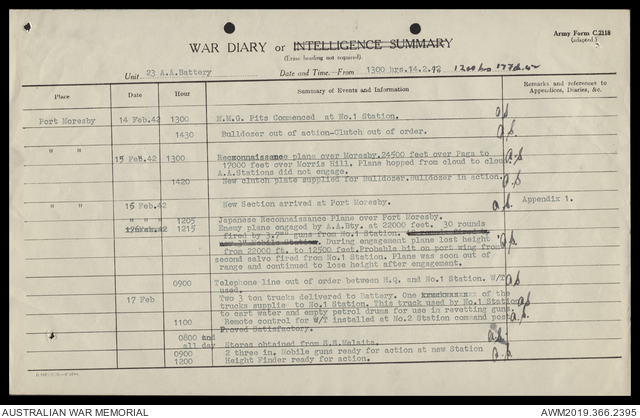 Army Form C.2118
(adapted)
WAR DIARY or INTELLIGENCE SUMMARY
(Erase heading not required).
Unit 23 A.A.Battery Date and Time—From 1300 hrs.14.2.42
Place Date Hour Summary of Events and Information Remarks and references to Appendices, Diaries, &c.
Port Moresby 14 Feb.42 1300 M.M.G. Pits Commenced at No.1 Station.
1430 Bulldozer out of action-Clutch out of order.
" " 15 Feb.42 1300 Reconnaissance plane over Moresby.24500 feet over Paga to
17000 feet over Morris Hill. Plane hopped from cloud to cloud
A.A.Stations did not engage.
1420 New clutch plate supplied for Bulldozer.Bulldozer in action.
" " 15 Feb.42 New Section arrived at Port Moresby. Appendix 1.
" " " 1205 Japanese Reconnaissance Plane over Port Moresby.
1215 Enemy plane engaged by A.A.Bty. at 22000 feet. 30 rounds
fired by 3.7" guns from No.1 Station.
During engagement plane lost height
from 22000 ft. to 12500 feet.Probable hit on port wing from
second salvo fired from No.1 Station. Plane was soon out of
range and continued to lose height after engagement.
0900 Telephone line out of order between H.Q. and No.1 Station. W/T
used.
17 Feb Two 3 ton trucks delivered to Battery. One of the
trucks supplie to No.1 Station. This truck used by No.1 Station
to cart water and empty petrol drums for use in revetting guns
1100 Remote control for W/T installed at No.2 Station command post
Proved Satisfactory.
0800 and
all day Stores obtained from S.S.Malaita.
0900 2 three in. Mobile guns ready for action at new Station
1200 Height Finder ready for action.
AUSTRALIAN WAR MEMORIAL AWM2019.366.2395